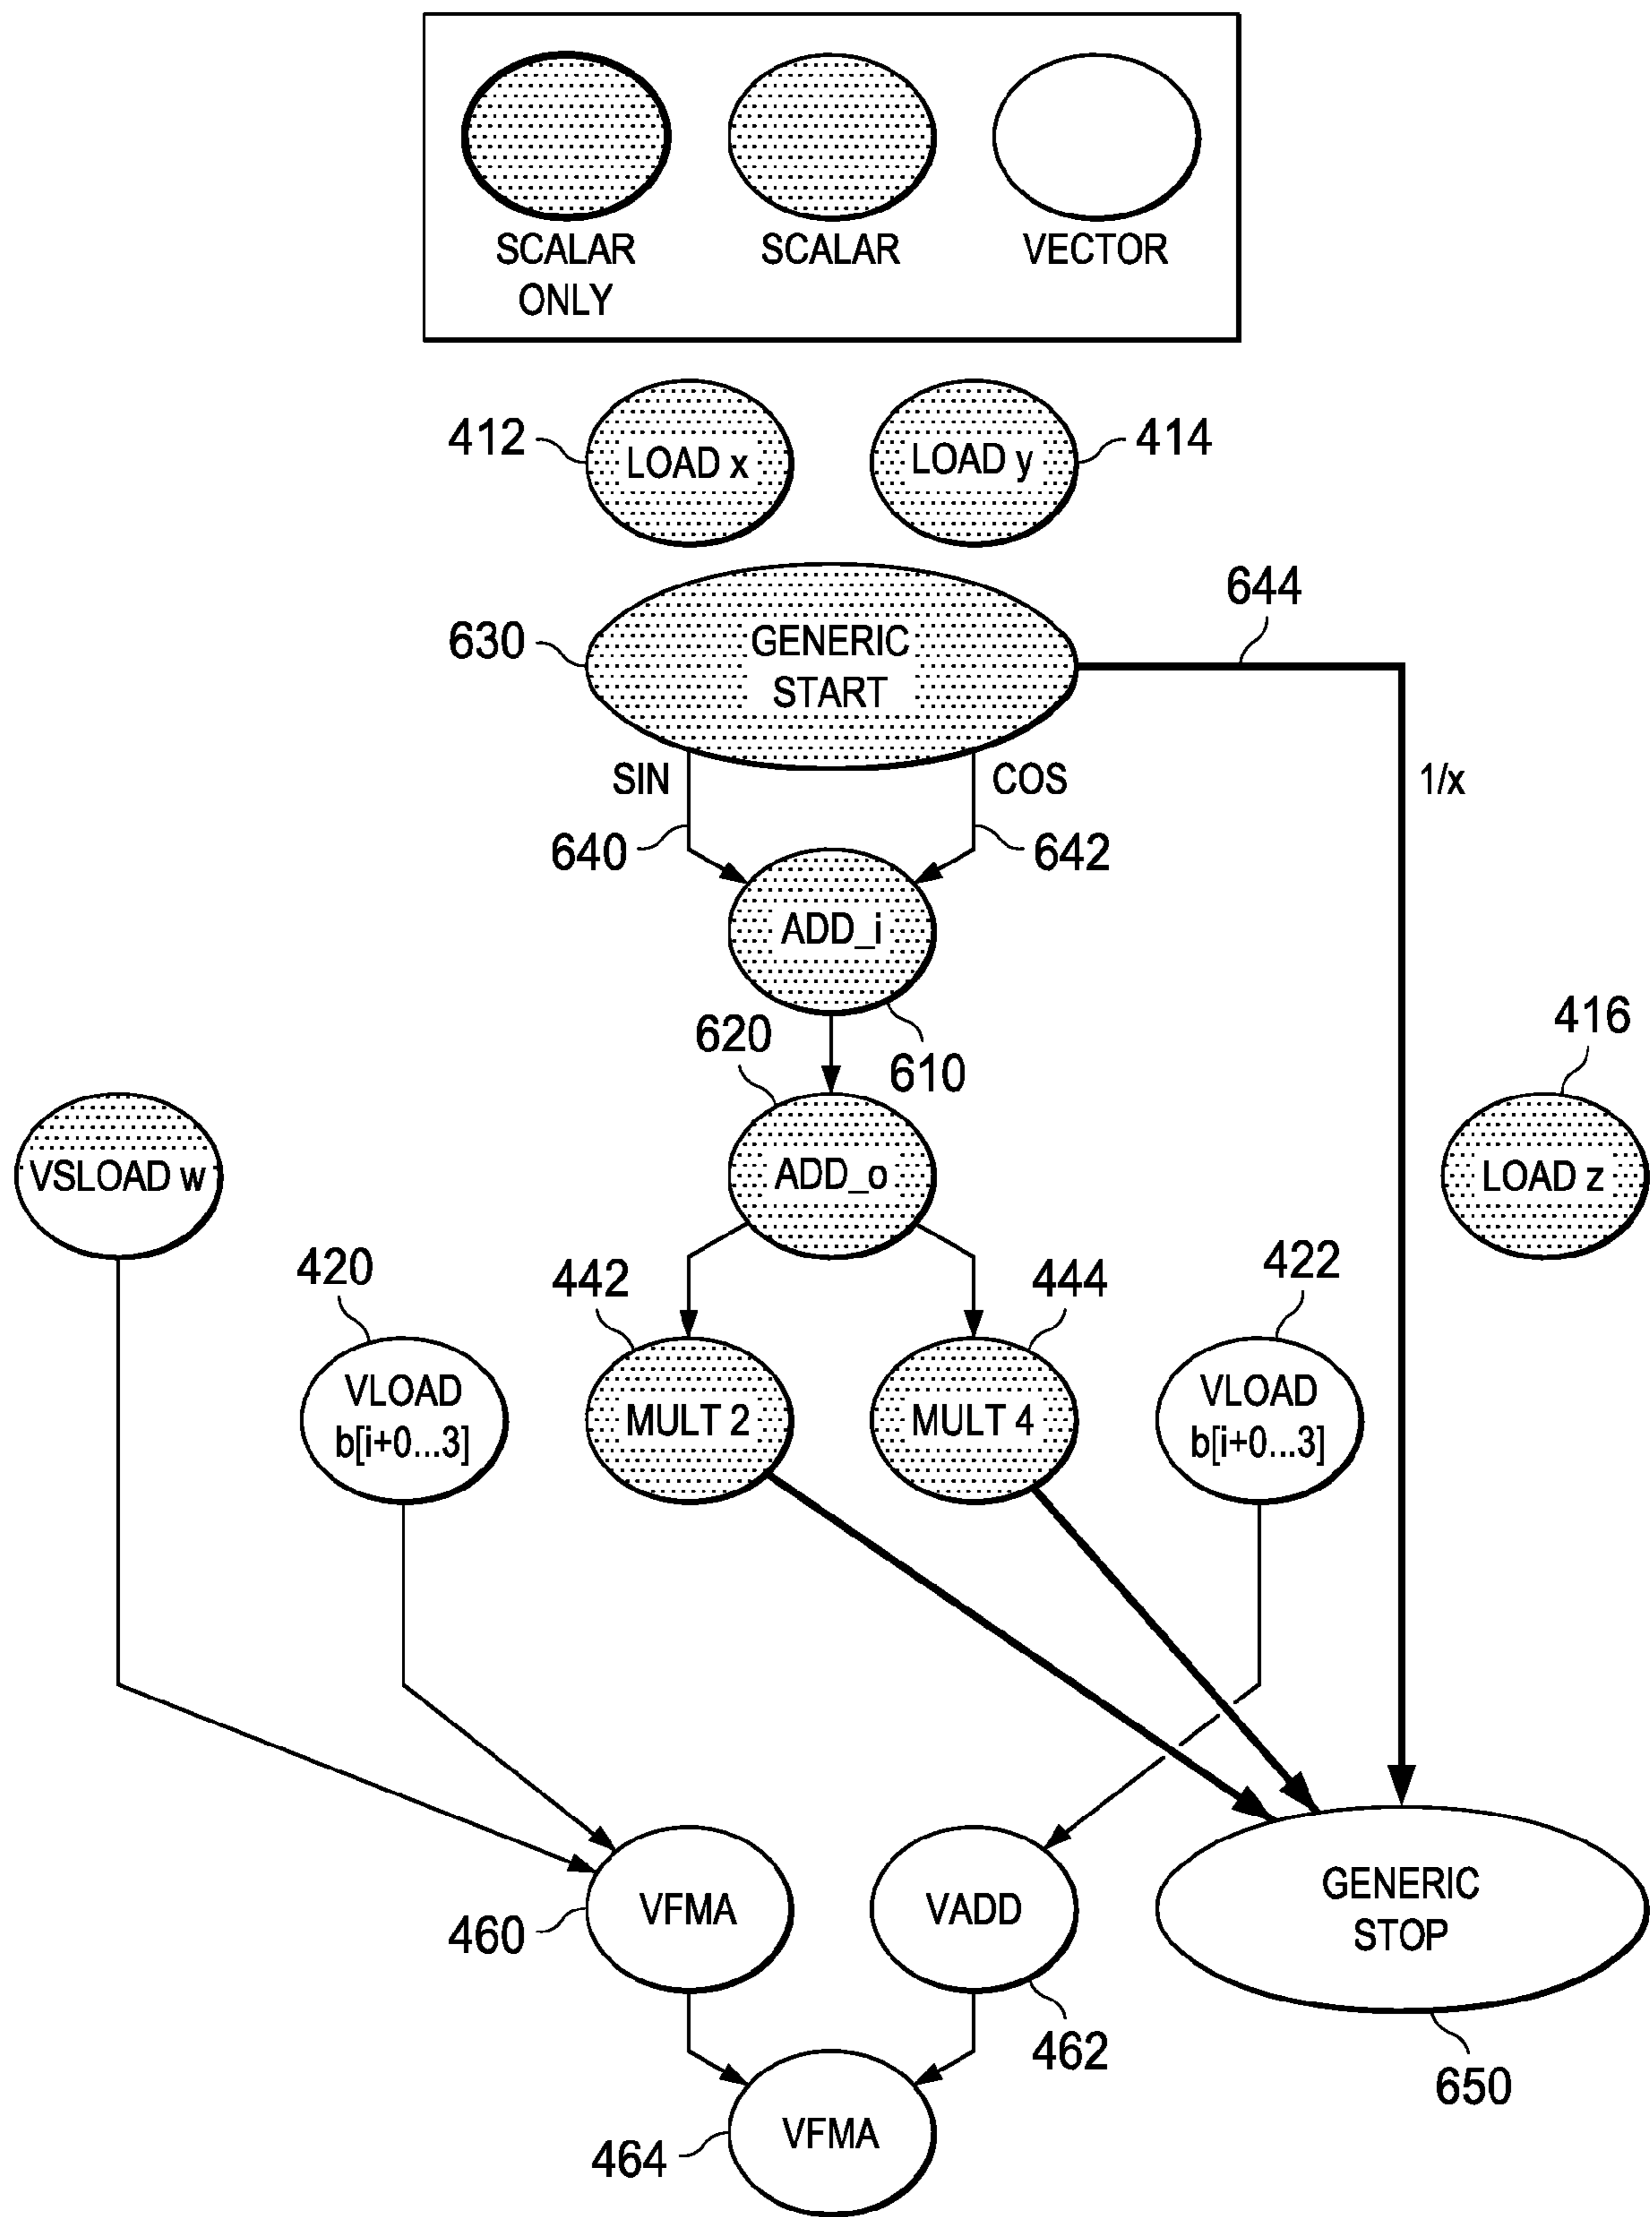 SCALAR
ONLY
SCALAR
VECTOR
412
LOAD x
LOAD y
414
644
630
GENERIC
START
SIN
COS
1/x
640
642
ADD_i
620
610
416
VSLOAD w
ADD_o
LOAD z
420
442
444
422
VLOAD
b[i+0...3]
MULT 2
MULT 4
VLOAD
b[i+0...3]
460
VFMA
VADD
GENERIC
STOP
462
650
464
VFMA